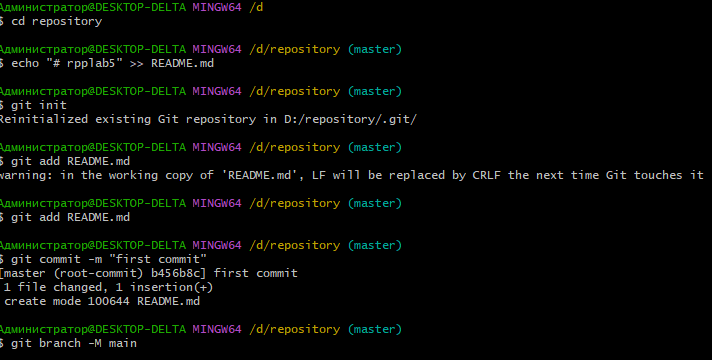 Администратор@DESKTOP-DELTA MINGW64 /d
$ cd repository
Администратор@DESKTOP-DELTA MINGW64 /d/repository (master)
$ echo "# rpplab5" >> README.md
Администратор@DESKTOP-DELTA MINGW64 /d/repository (master)
$ git init
Reinitialized existing Git repository in D:/repository/.git/
Администратор@DESKTOP-DELTA MINGW64 /d/repository (master)
$ git add README.md
warning: in the working copy of 'README.md', LF will be replaced by CRLF the next time Git touches it
Администратор@DESKTOP-DELTA MINGW64 /d/repository (master)
$ git add README.md
Администратор@DESKTOP-DELTA MINGW64 /d/repository (master)
$ git commit -m "first commit"
[master (root-commit) b456b8c] first commit
1 file changed, 1 insertion(+)
create mode 100644 README.md
Администратор@DESKTOP-DELTA MINGW64 /d/repository (master)
$ git branch -M main